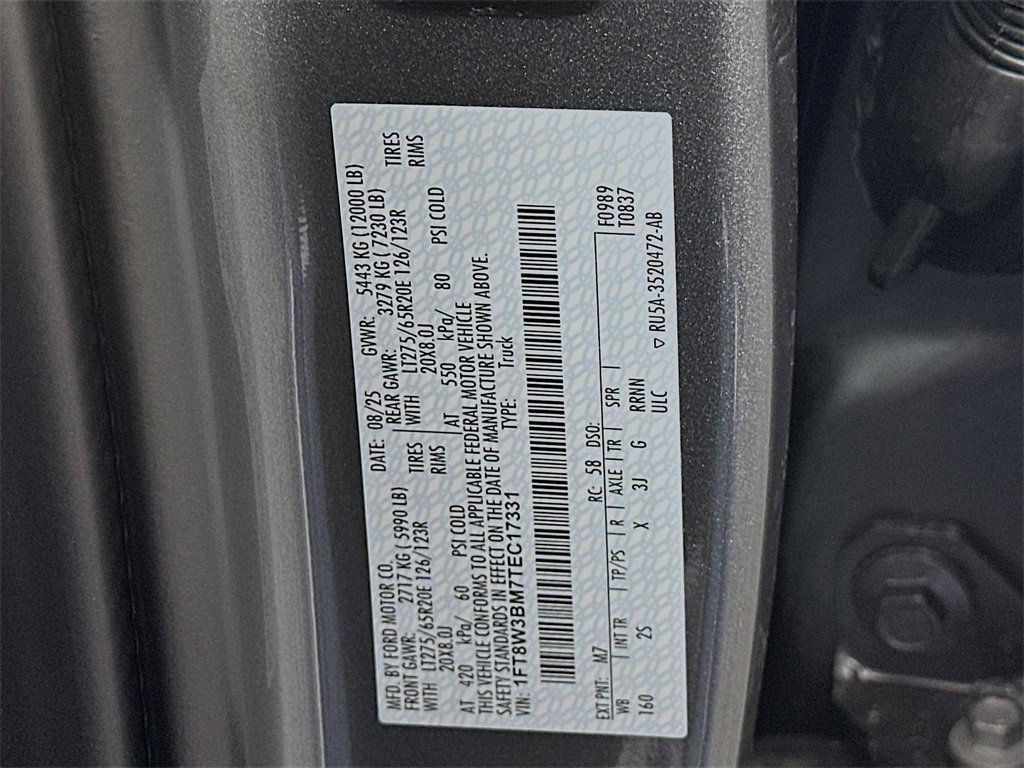 MFD. BY FORD MOTOR CO. DATE: 08/25 GVWR: 5443 KG (12000 LB)
FRONT GAWR: 2717 KG ( 5990 LB) REAR GAWR: 3279 KG ( 7230 LB)
WITH LT275/65R20E 126/123R TIRES WITH LT275/65R20E 126/123R TIRES
20X8.0J RIMS 20X8.0J RIMS
AT 420 kPa/ 60 PSI COLD AT 550 kPa/ 80 PSI COLD
THIS VEHICLE CONFORMS TO ALL APPLICABLE FEDERAL MOTOR VEHICLE
SAFETY STANDARDS IN EFFECT ON THE DATE OF MANUFACTURE SHOWN ABOVE.
VIN: 1FT8W3BM7TEC17331 TYPE: Truck
EXT PNT: M7 RC: 58 DSO: F0989
WB INT TR TP/PS R AXLE TR SPR T0837
160 2S X 3J G RRMN
ULC RU5A-3520472-AB